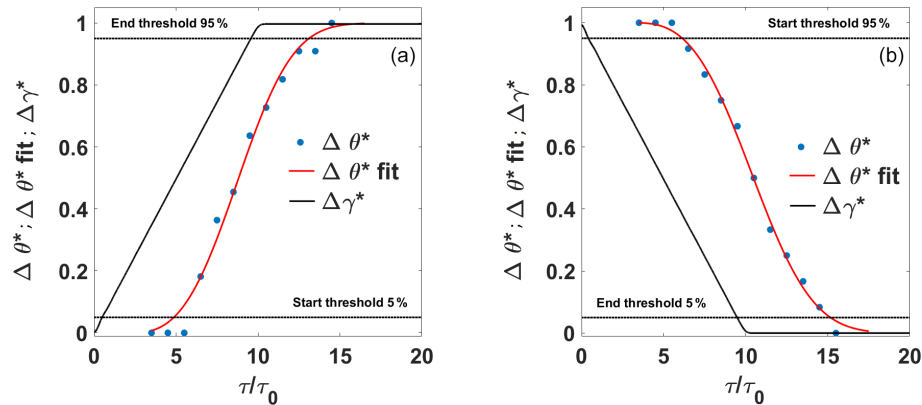 End threshold 95%
(a)
1
0.8
0.6
0.4
0.2
0
Δ θ* ; Δ θ* fit ; Δγ*
Δ θ*
Δ θ* fit
Δγ*
Start threshold 5%
0 5 10 15 20
τ/τ0
Start threshold 95%
(b)
1
0.8
0.6
0.4
0.2
0
Δ θ* ; Δ θ* fit ; Δγ*
Δ θ*
Δ θ* fit
Δγ*
End threshold 5%
0 5 10 15 20
τ/τ0